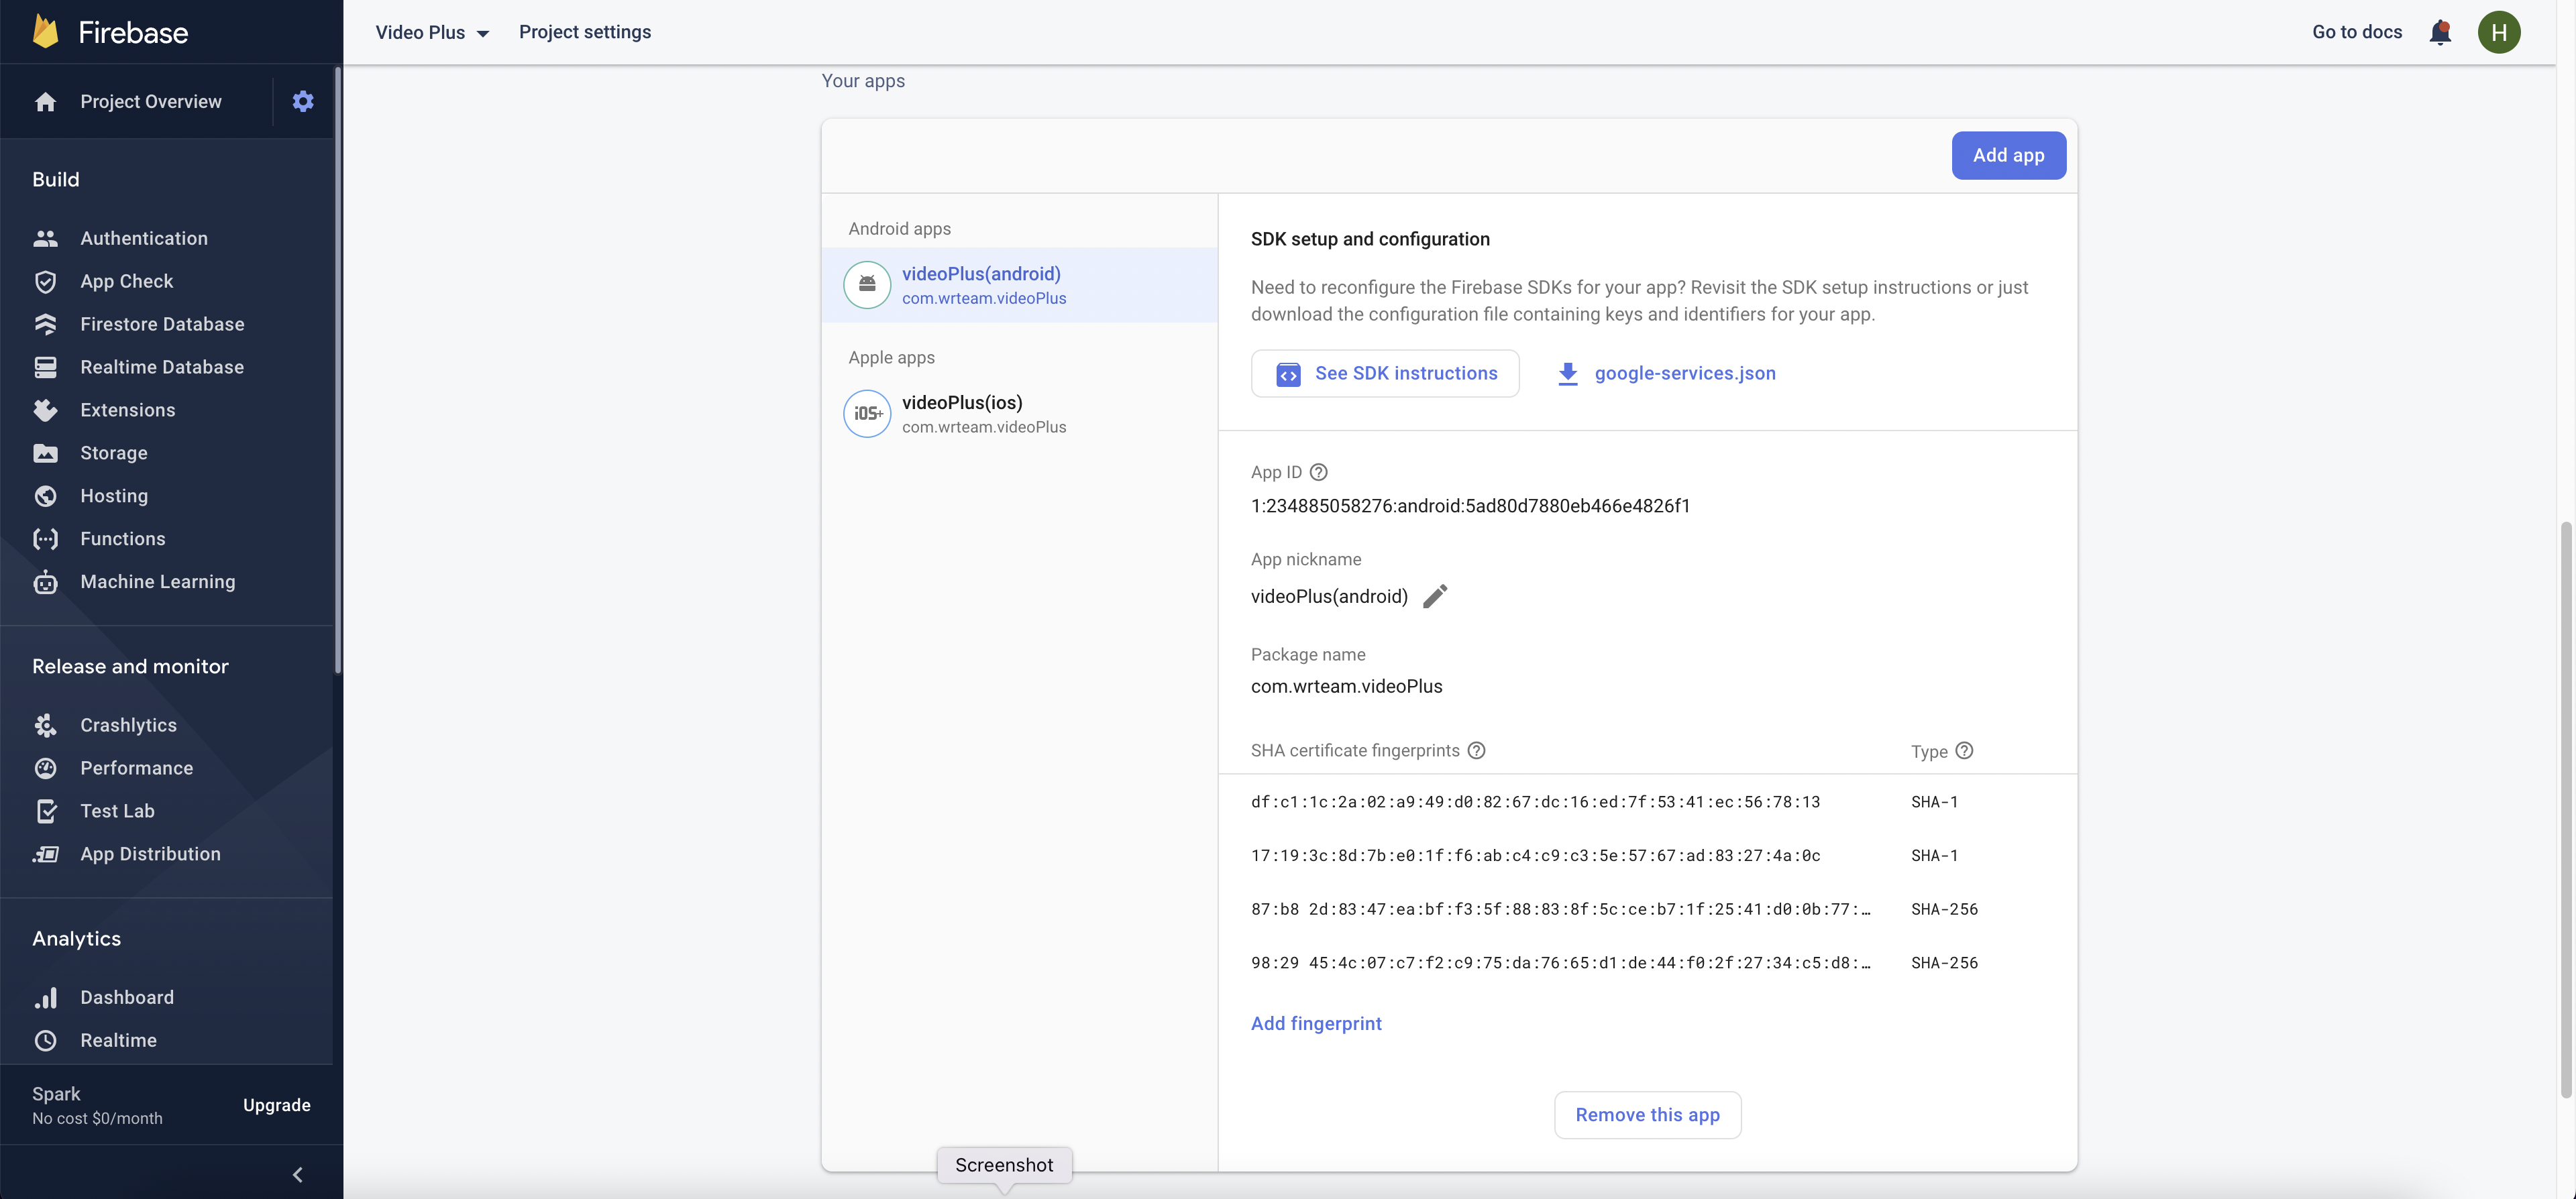 Firebase
Project Overview
Build
Authentication
App Check
Firestore Database
Realtime Database
Extensions
Storage
Hosting
Functions
Machine Learning
Release and monitor
Crashlytics
Performance
Test Lab
App Distribution
Analytics
Dashboard
Realtime
Spark
No cost $0/month
Upgrade
Video Plus
Project settings
Go to docs
H
Your apps
Add app
Android apps
videoPlus(android)
com.wrteam.videoPlus
Apple apps
iOS+
videoPlus(ios)
com.wrteam.videoPlus
SDK setup and configuration
Need to reconfigure the Firebase SDKs for your app? Revisit the SDK setup instructions or just
download the configuration file containing keys and identifiers for your app.
See SDK instructions
google-services.json
App ID
1:234885058276:android:5ad80d7880eb466e4826f1
App nickname
videoPlus(android)
Package name
com.wrteam.videoPlus
SHA certificate fingerprints
Type
df:c1:1c:2a:02:a9:49:d0:82:67:dc:16:ed:7f:53:41:ec:56:78:13 SHA-1
17:19:3c:8d:7b:e0:1f:f6:ab:c4:c9:c3:5e:57:67:ad:83:27:4a:0c SHA-1
87:b8 2d:83:47:ea:bf:f3:5f:88:83:8f:5c:ce:b7:1f:25:41:d0:0b:77:… SHA-256
98:29 45:4c:07:c7:f2:c9:75:da:76:65:d1:de:44:f0:2f:27:34:c5:d8:… SHA-256
Add fingerprint
Remove this app
Screenshot